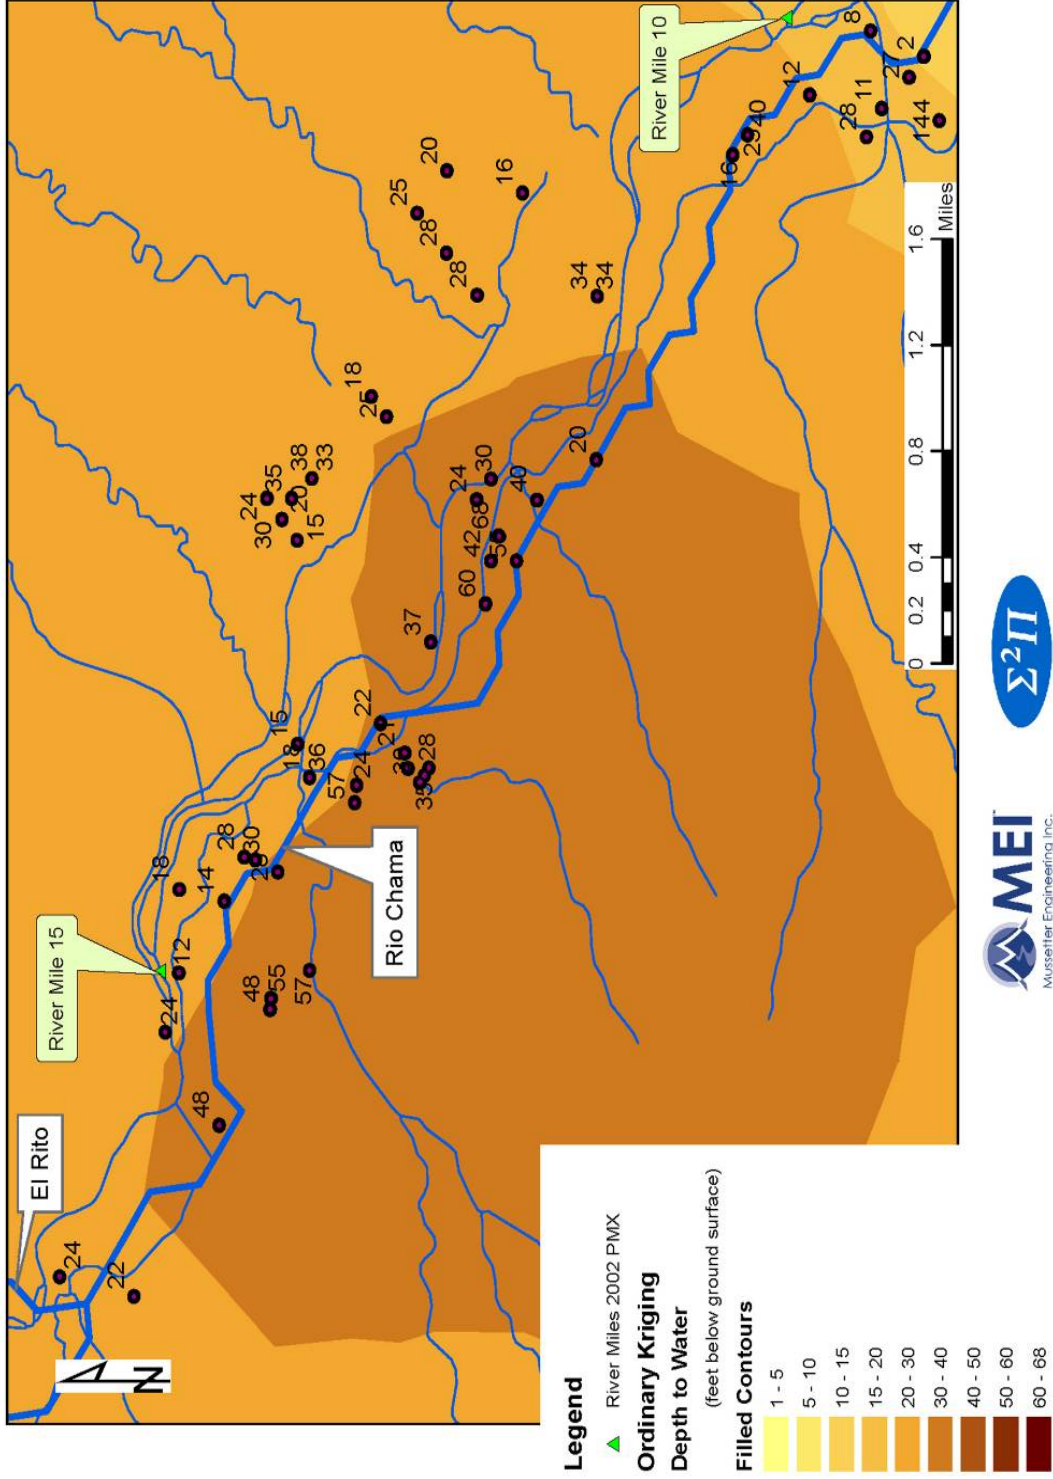 El Rito
River Mile 15
River Mile 10
Rio Chama
24
22
48
24
12
18
14
28
30
48
55
57
18
15
36
57
24
22
21
28
35
37
60
42
68
24
30
40
20
30
24
35
20
38
33
15
25
18
28
28
25
20
16
34
34
16
29
40
12
8
2
11
28
0
0.2
0.4
0.8
1.2
1.6
Miles
N
Legend
River Miles 2002 PMX
Ordinary Kriging
Depth to Water
(feet below ground surface)
Filled Contours
1 - 5
5 - 10
10 - 15
15 - 20
20 - 30
30 - 40
40 - 50
50 - 60
60 - 68
MEI
Mussetter Engineering Inc.
Σ²Π